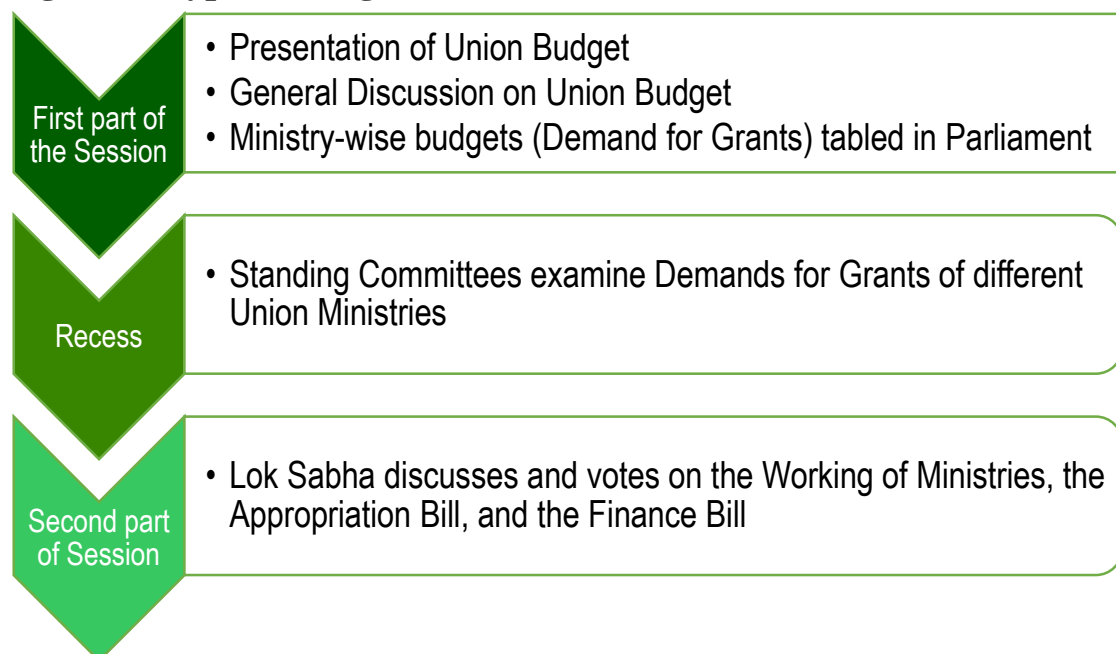 First part of
the Session
• Presentation of Union Budget
• General Discussion on Union Budget
• Ministry-wise budgets (Demand for Grants) tabled in Parliament
Recess
• Standing Committees examine Demands for Grants of different
Union Ministries
Second part
of Session
• Lok Sabha discusses and votes on the Working of Ministries, the
Appropriation Bill, and the Finance Bill